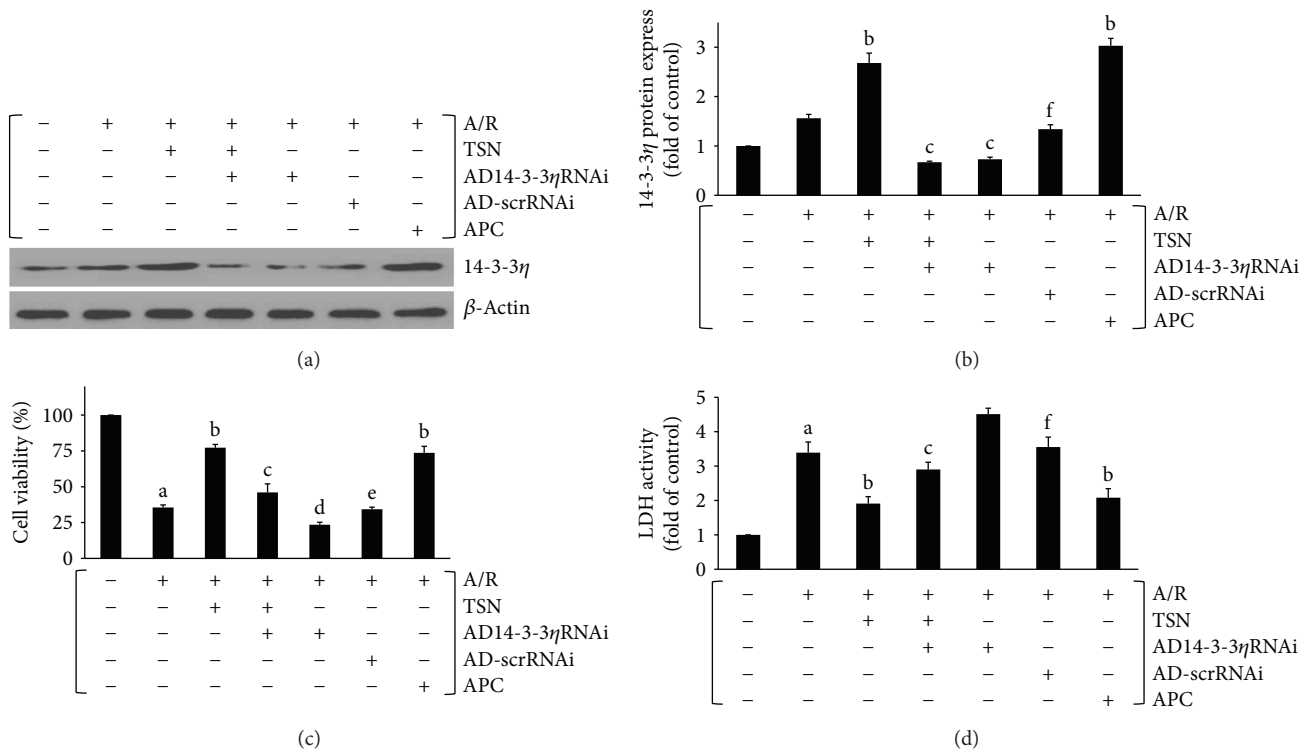 − + + + + + + A/R
− − + + − − − TSN
− − − + + − − AD14-3-3ηRNAi
− − − − − + − AD-scrRNAi
− − − − − − + APC
14-3-3η
β-Actin
(a)
14-3-3η protein express
(fold of control)
3
2
1
0
b
c
c
f
b
− + + + + + + A/R
− − + + − − − TSN
− − − + + − − AD14-3-3ηRNAi
− − − − − + − AD-scrRNAi
− − − − − − + APC
(b)
Cell viability (%)
100
75
50
25
0
a
b
c
d
e
b
− + + + + + + A/R
− − + + − − − TSN
− − − + + − − AD14-3-3ηRNAi
− − − − − + − AD-scrRNAi
− − − − − − + APC
(c)
LDH activity
(fold of control)
5
4
3
2
1
0
a
b
c
f
b
− + + + + + + A/R
− − + + − − − TSN
− − − + + − − AD14-3-3ηRNAi
− − − − − + − AD-scrRNAi
− − − − − − + APC
(d)